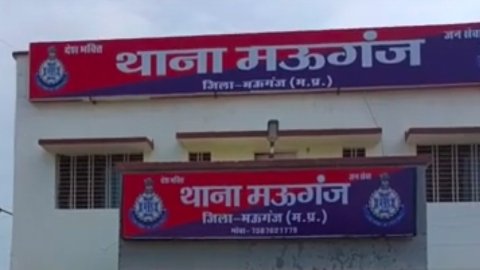 देश भक्ति
जन सेवा
थाना मऊगंज
जिला-मऊगंज (म.प्र.)
देश भक्ति
जन सेवा
थाना मऊगंज
जिला-मऊगंज (म.प्र.)